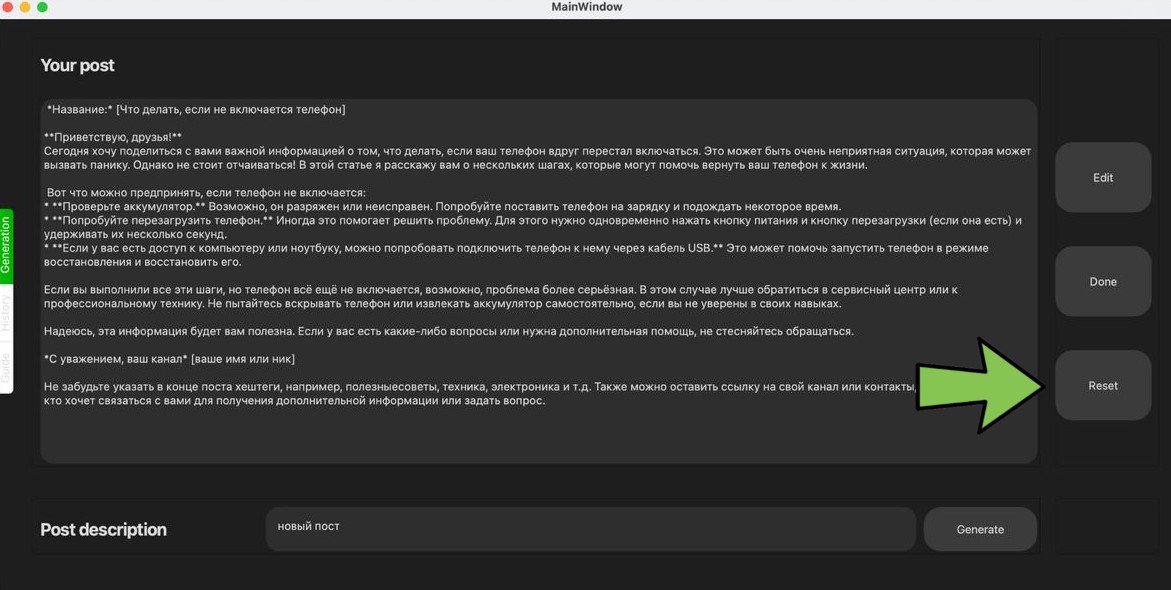 MainWindow
Your post
*Название:* [Что делать, если не включается телефон]
**Приветствую, друзья!**
Сегодня хочу поделиться с вами важной информацией о том, что делать, если ваш телефон вдруг перестал включаться. Это может быть очень неприятная ситуация, которая может
вызвать панику. Однако не стоит отчаиваться! В этой статье я расскажу вам о нескольких шагах, которые могут помочь вернуть ваш телефон к жизни.
Вот что можно предпринять, если телефон не включается:
* **Проверьте аккумулятор.** Возможно, он разряжен или неисправен. Попробуйте поставить телефон на зарядку и подождать некоторое время.
* **Попробуйте перезагрузить телефон.** Иногда это помогает решить проблему. Для этого нужно одновременно нажать кнопку питания и кнопку перезагрузки (если она есть) и
удерживать их несколько секунд.
* **Если у вас есть доступ к компьютеру или ноутбуку, можно попробовать подключить телефон к нему через кабель USB.** Это может помочь запустить телефон в режиме
восстановления и восстановить его.
Если вы выполнили все эти шаги, но телефон всё ещё не включается, возможно, проблема более серьёзная. В этом случае лучше обратиться в сервисный центр или к
профессиональному технику. Не пытайтесь вскрывать телефон или извлекать аккумулятор самостоятельно, если вы не уверены в своих навыках.
Надеюсь, эта информация будет вам полезна. Если у вас есть какие-либо вопросы или нужна дополнительная помощь, не стесняйтесь обращаться.
*С уважением, ваш канал* [ваше имя или ник]
Не забудьте указать в конце поста хештеги, например, полезныесоветы, техника, электроника и т.д. Также можно оставить ссылку на свой канал или контакты,
кто хочет связаться с вами для получения дополнительной информации или задать вопрос.
Edit
Done
Reset
Generation
History
Guide
Post description
новый пост
Generate